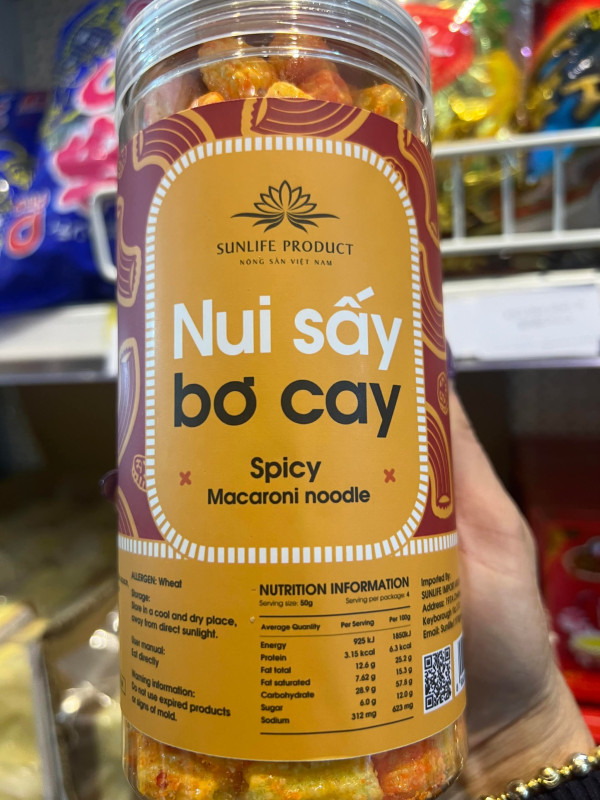 SUNLIFE PRODUCT
NÔNG SẢN VIỆT NAM
Nui sấy
bơ cay
Spicy
Macaroni noodle
ALLERGEN: Wheat
Storage:
Store in a cool and dry place,
away from direct sunlight.
User manual:
Eat directly
Warning information:
Do not use expired products
or signs of mold.
NUTRITION INFORMATION
Serving size: 50g Serving per package: 4
Average Quantity Per Serving Per 100g
Energy 925 kJ 1850kJ
Protein 3.15 kcal 6.3 kcal
Fat total 12.6 g 25.2 g
Fat saturated 7.62 g 15.3 g
Carbohydrate 28.9 g 57.8 g
Sugar 6.0 g 12.0 g
Sodium 312 mg 623 mg
Imported By:
SUNLIFE IMPORT
Address:
Keyborough
Email: